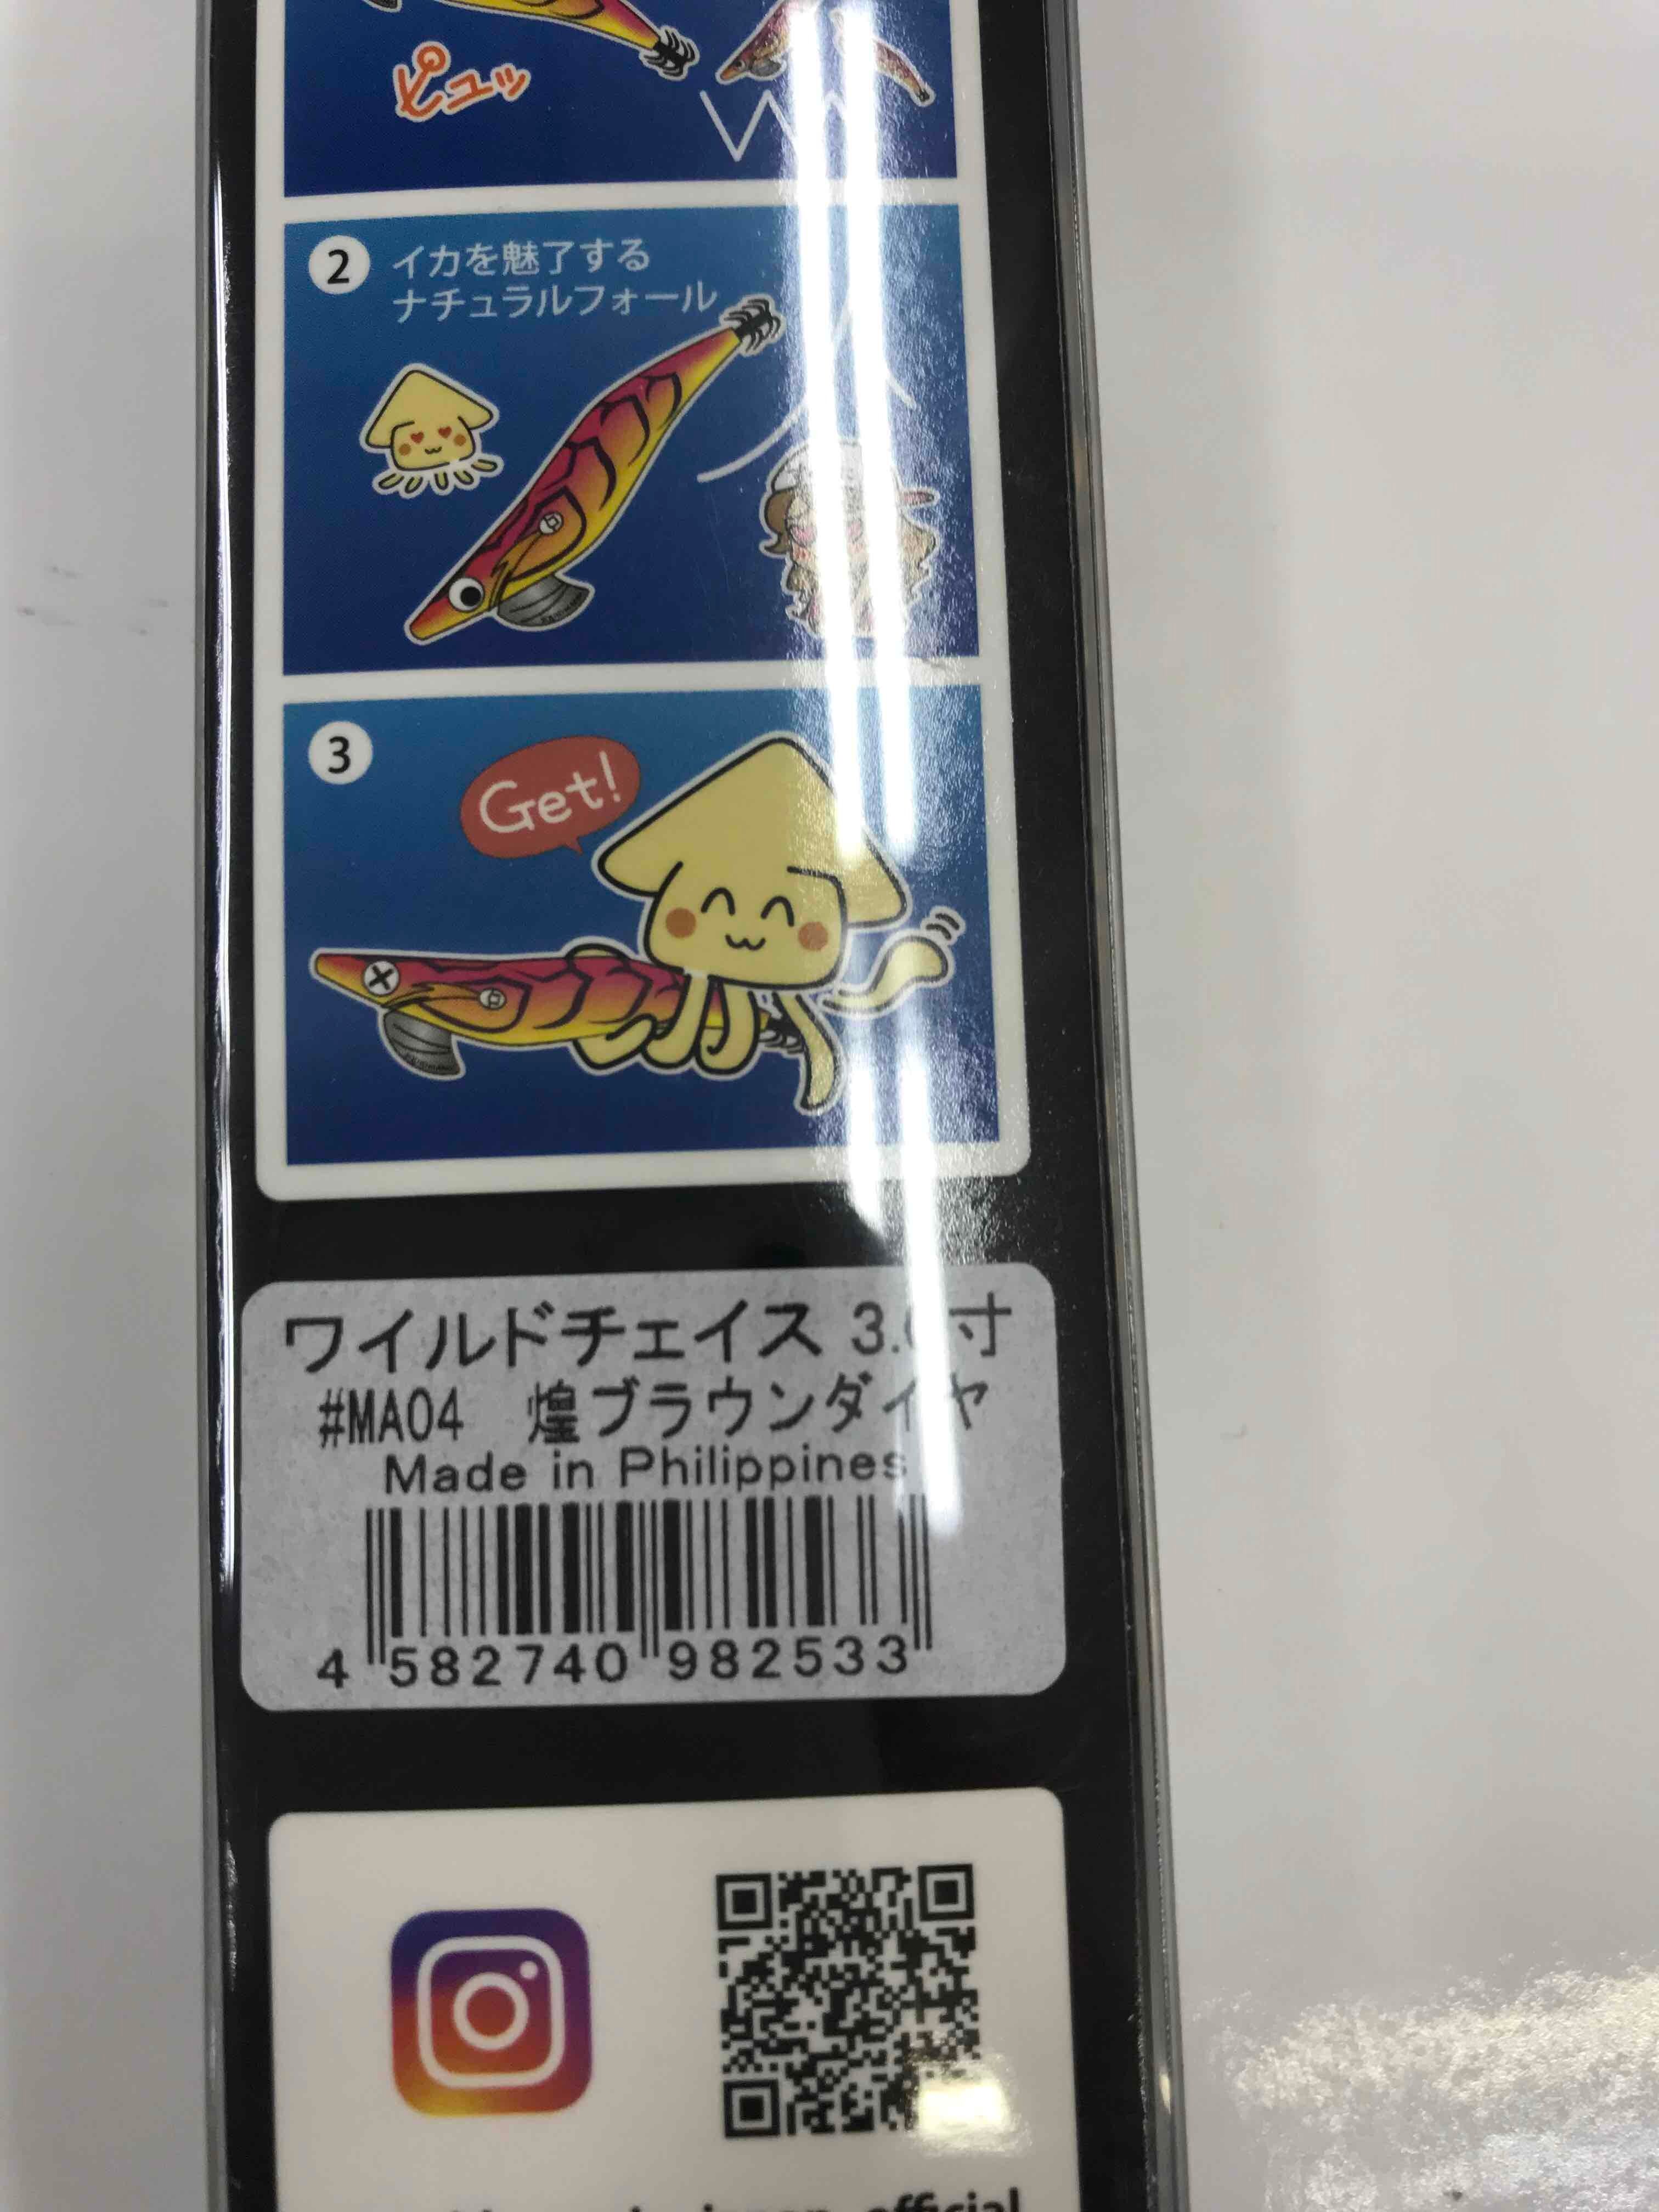 ピュッ
2 イカを魅了する
ナチュラルフォール
3
Get!
ワイルドチェイス 3. 寸
#MA04 煌ブラウンダイヤ
Made in Philippines
4 582740 982533
official